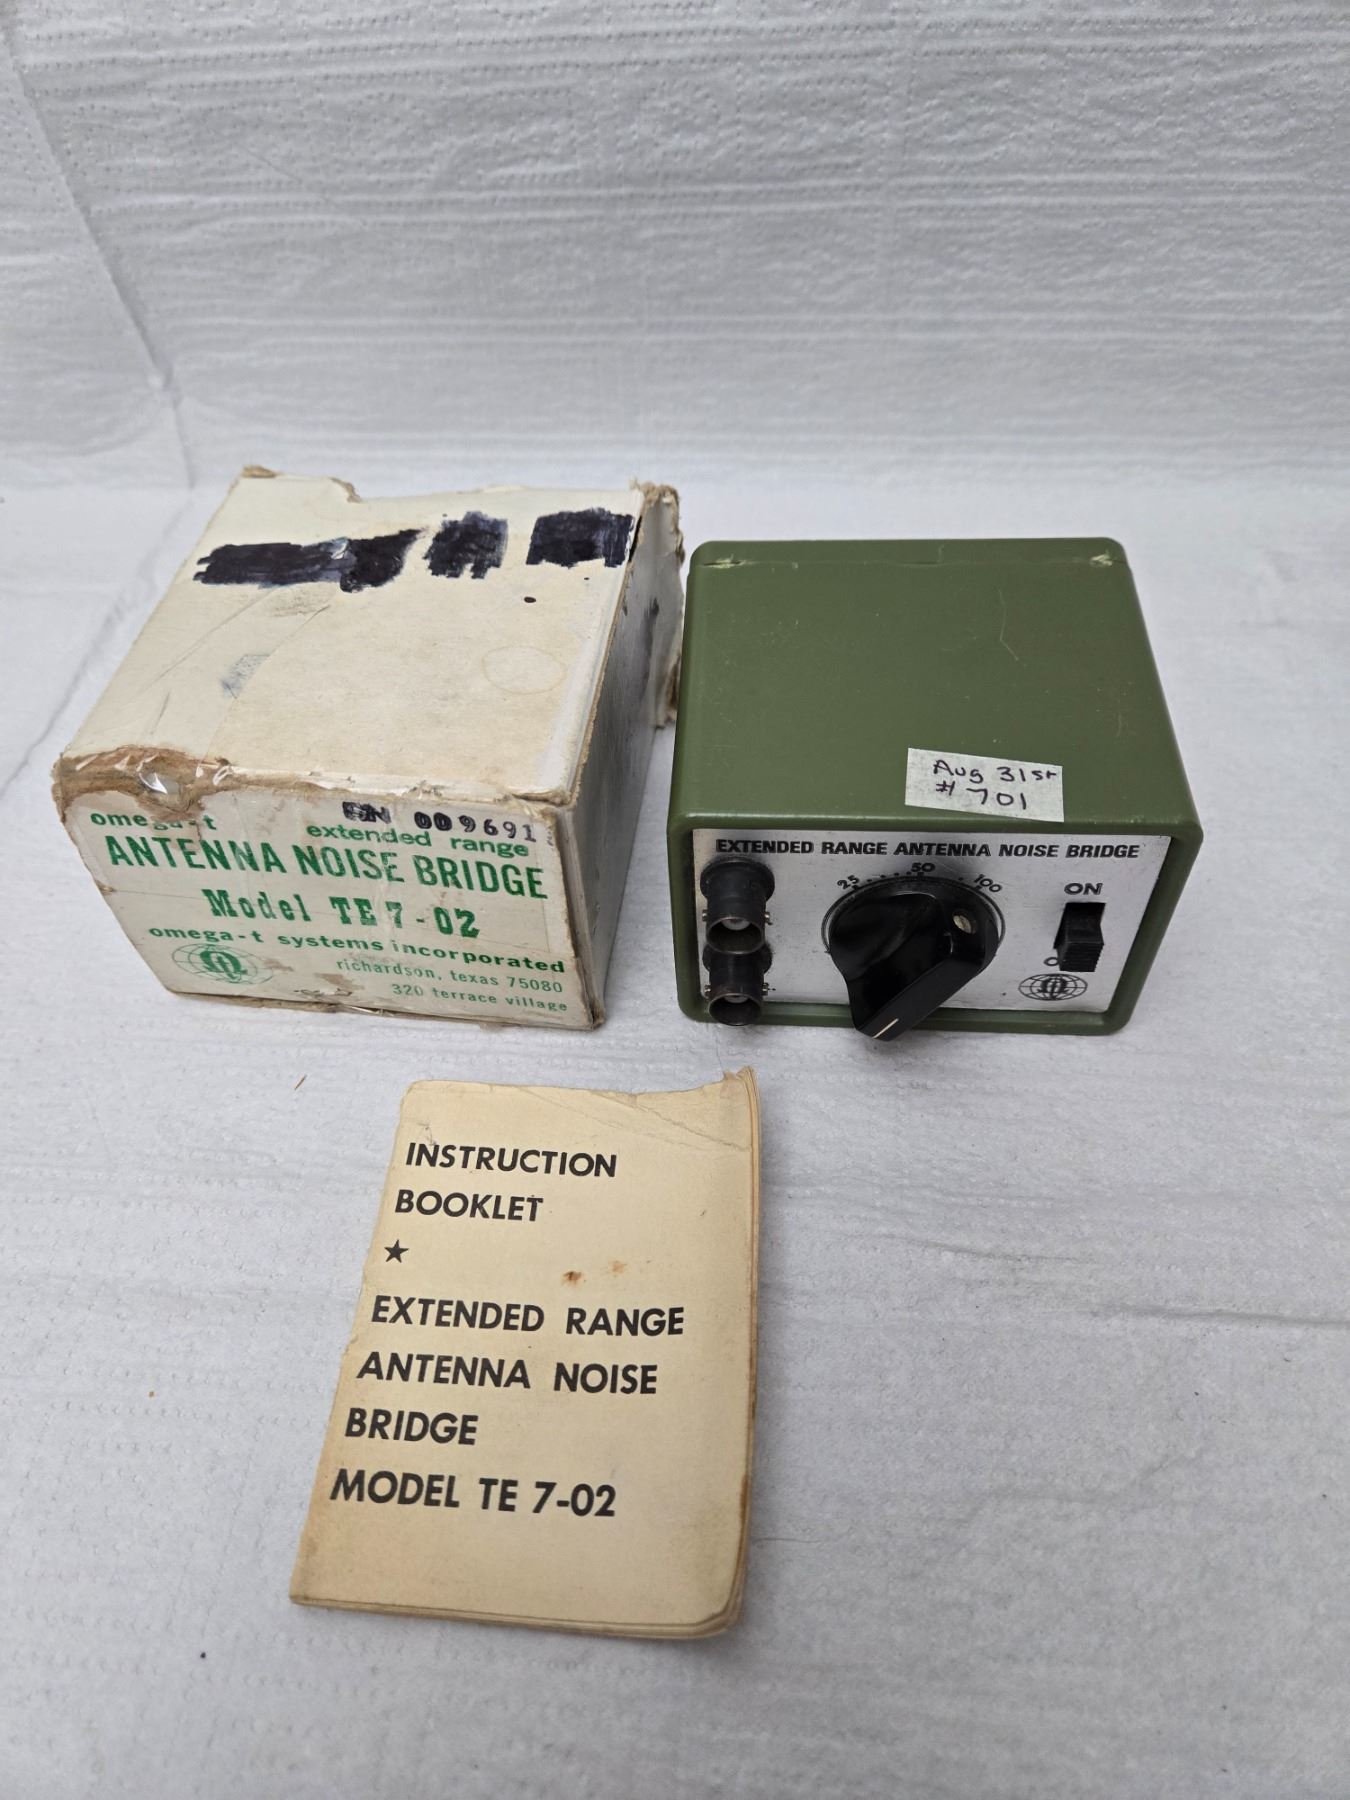 SN 009691
omega-t
extended range
ANTENNA NOISE BRIDGE
Model TE 7-02
omega-t systems incorporated
richardson, texas 75080
320 terrace village
Aug 31st
# 701
EXTENDED RANGE ANTENNA NOISE BRIDGE
25 50 100
ON
INSTRUCTION
BOOKLET
★
EXTENDED RANGE
ANTENNA NOISE
BRIDGE
MODEL TE 7-02